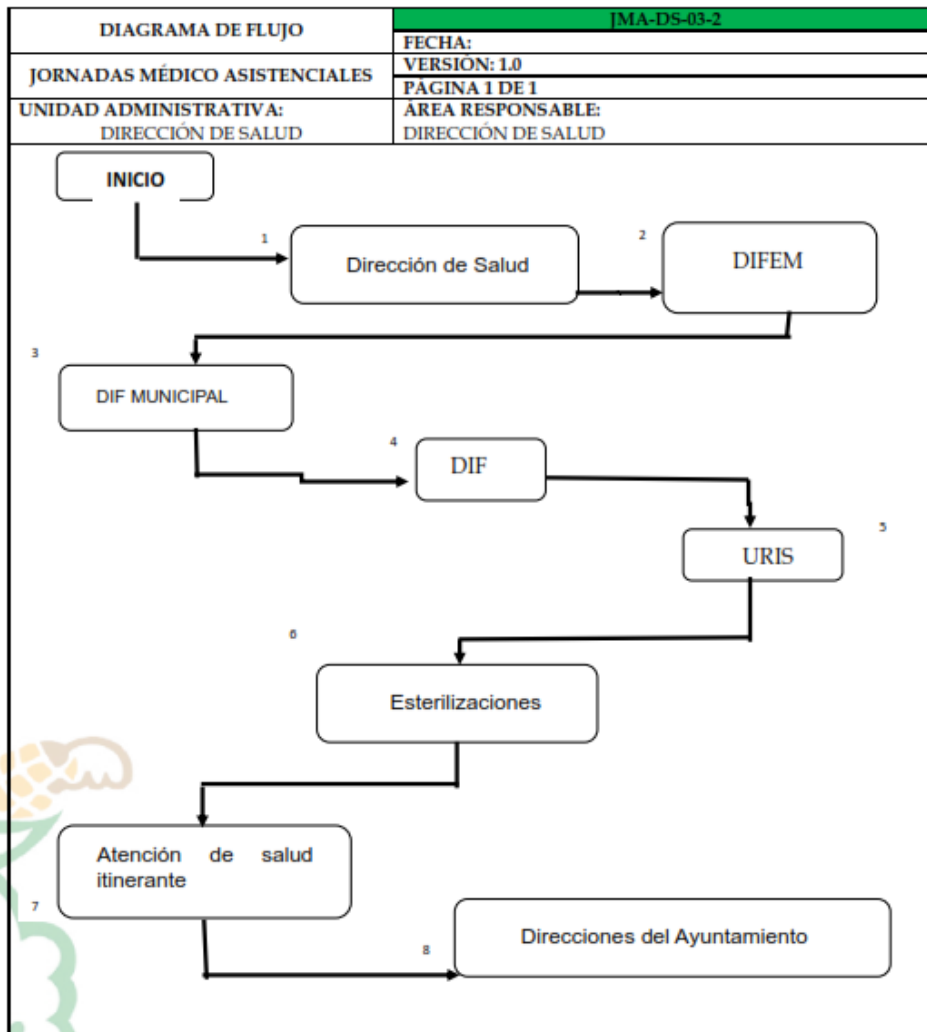 DIAGRAMA DE FLUJO
JMA-DS-03-2
FECHA:
JORNADAS MÉDICO ASISTENCIALES
VERSIÓN: 1.0
PÁGINA 1 DE 1
UNIDAD ADMINISTRATIVA:
DIRECCIÓN DE SALUD
ÁREA RESPONSABLE:
DIRECCIÓN DE SALUD
INICIO
1
Dirección de Salud
2
DIFEM
3
DIF MUNICIPAL
4
DIF
5
URIS
6
Esterilizaciones
Atención de salud
itinerante
7
8
Direcciones del Ayuntamiento